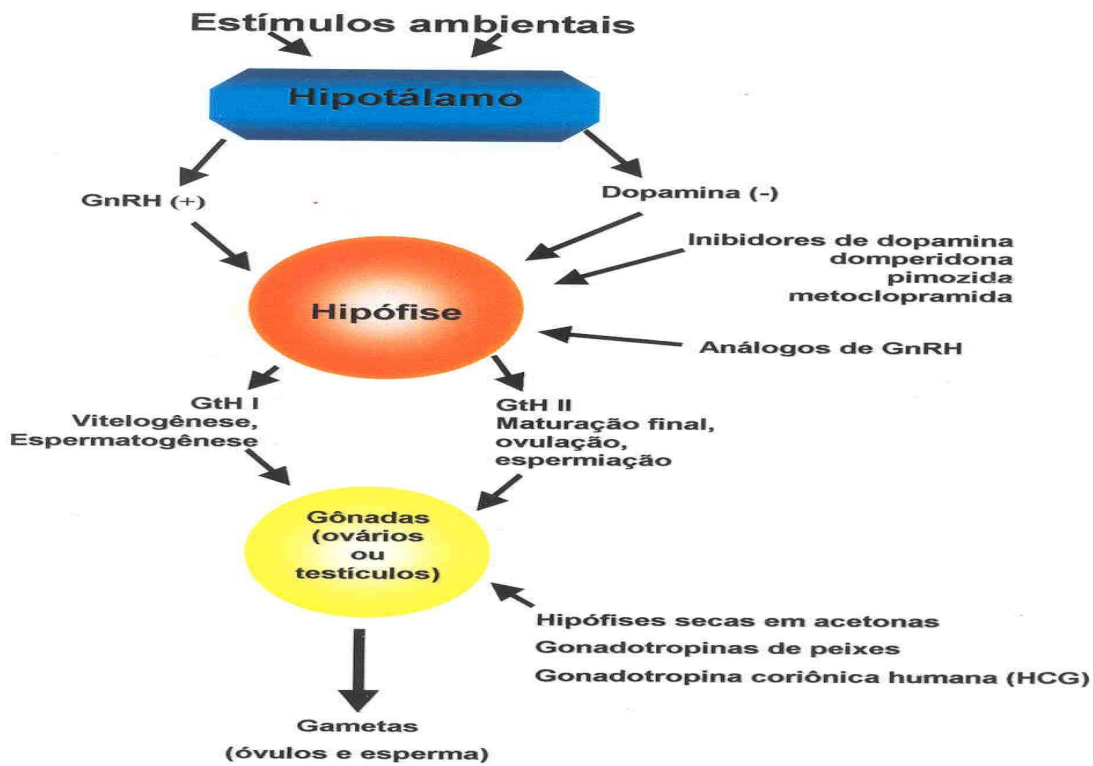 Estímulos ambientais
Hipotálamo
GnRH (+)
Dopamina (-)
Inibidores de dopamina
domperidona
pimozida
metoclopramida
Hipófise
Análogos de GnRH
GtH I
Vitelogênese,
Espermatogênese
GtH II
Maturação final,
ovulação,
espermiação
Gônadas
(ovários
ou
testículos)
Hipófises secas em acetonas
Gonadotropinas de peixes
Gonadotropina coriônica humana (HCG)
Gametas
(óvulos e esperma)